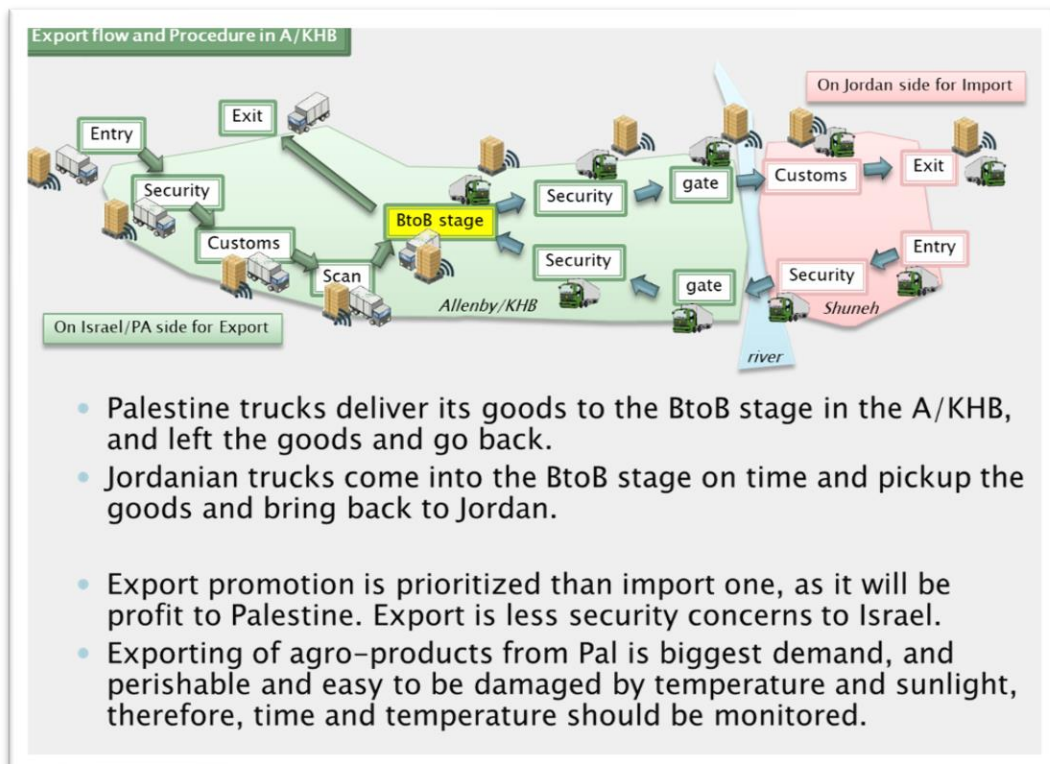 Export flow and Procedure in A/KHB
On Jordan side for Import
Entry
Exit
Security
Customs
Scan
BtoB stage
Security
gate
Customs
Exit
Security
gate
Security
Entry
Allenby/KHB
Shuneh
river
On Israel/PA side for Export
• Palestine trucks deliver its goods to the BtoB stage in the A/KHB,
and left the goods and go back.
• Jordanian trucks come into the BtoB stage on time and pickup the
goods and bring back to Jordan.
• Export promotion is prioritized than import one, as it will be
profit to Palestine. Export is less security concerns to Israel.
• Exporting of agro-products from Pal is biggest demand, and
perishable and easy to be damaged by temperature and sunlight,
therefore, time and temperature should be monitored.